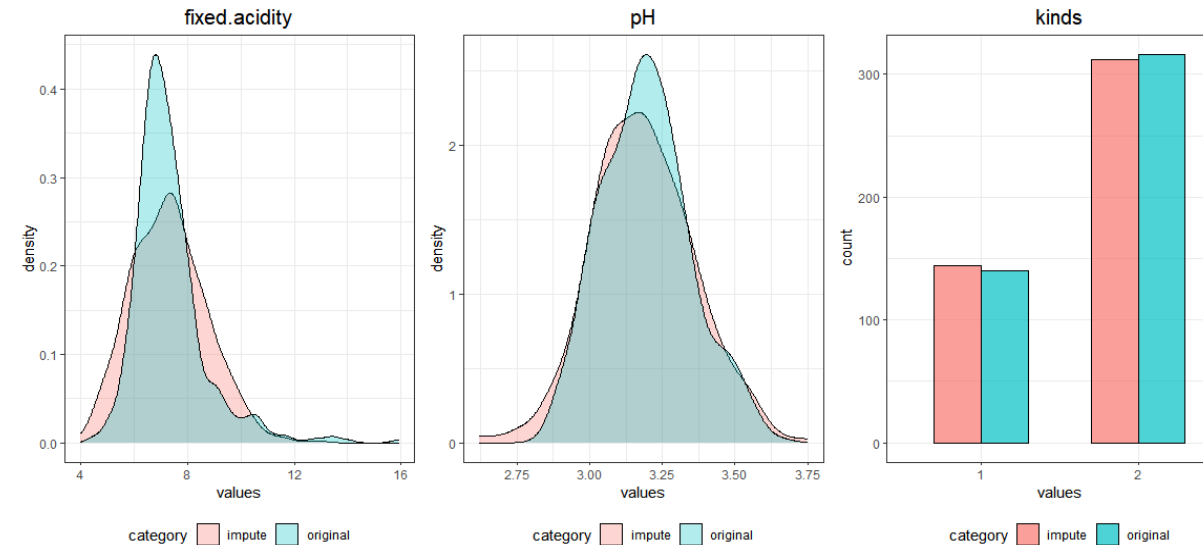 fixed.acidity
density
0.4
0.3
0.2
0.1
0.0
4 8 12 16
values
category impute original
pH
density
2
1
0
2.75 3.00 3.25 3.50 3.75
values
category impute original
kinds
count
300
200
100
0
1 2
values
category impute original